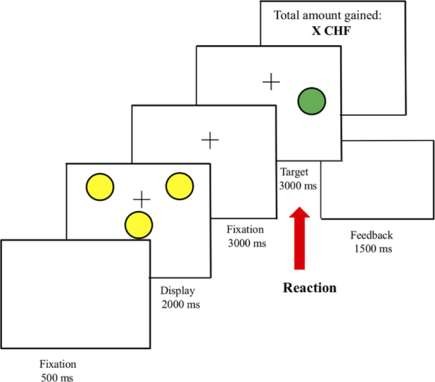 Total amount gained:
X CHF
Target
3000 ms
Fixation
3000 ms
Feedback
1500 ms
Display
2000 ms
Reaction
Fixation
500 ms